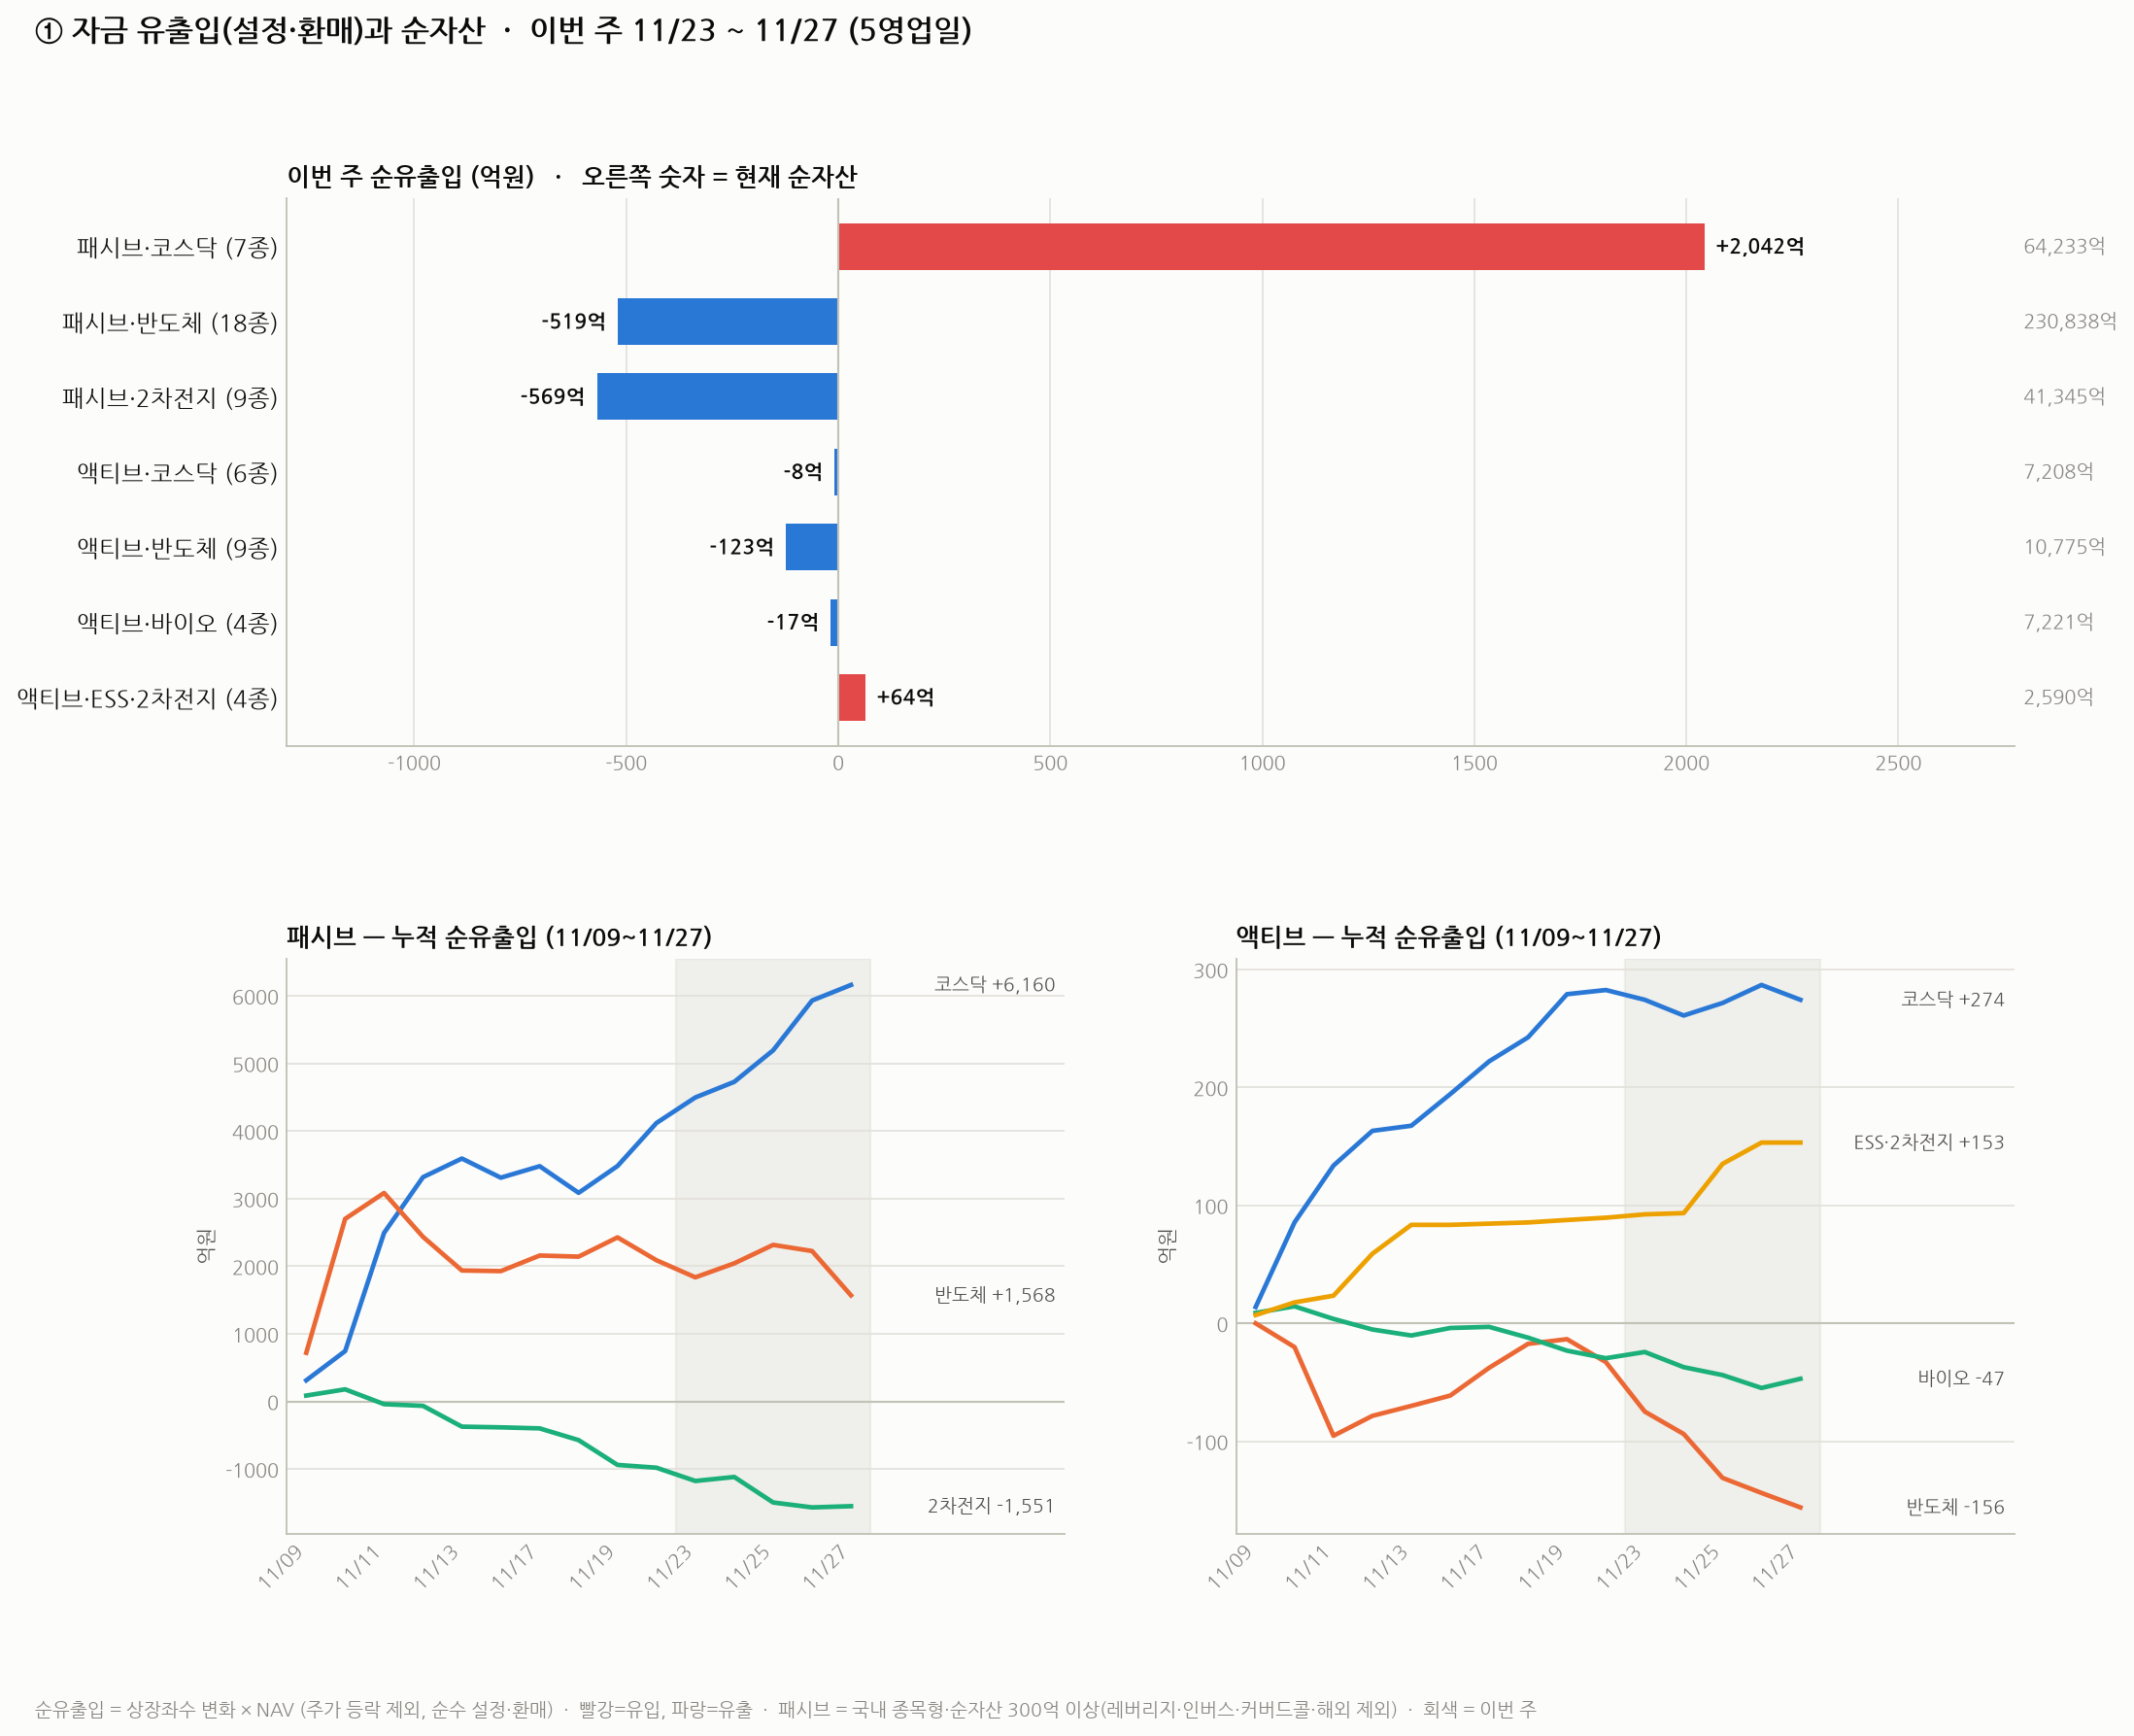 ① 자금 유출입(설정·환매)과 순자산 · 이번 주 11/23 ~ 11/27 (5영업일)
이번 주 순유출입 (억원) · 오른쪽 숫자 = 현재 순자산
패시브·코스닥 (7종) +2,042억 64,233억
패시브·반도체 (18종) -519억 230,838억
패시브·2차전지 (9종) -569억 41,345억
액티브·코스닥 (6종) -8억 7,208억
액티브·반도체 (9종) -123억 10,775억
액티브·바이오 (4종) -17억 7,221억
액티브·ESS·2차전지 (4종) +64억 2,590억
-1000 -500 0 500 1000 1500 2000 2500
패시브 — 누적 순유출입 (11/09~11/27)
억원
6000
5000
4000
3000
2000
1000
0
-1000
코스닥 +6,160
반도체 +1,568
2차전지 -1,551
11/09 11/11 11/13 11/17 11/19 11/23 11/25 11/27
액티브 — 누적 순유출입 (11/09~11/27)
억원
300
200
100
0
-100
코스닥 +274
ESS·2차전지 +153
바이오 -47
반도체 -156
11/09 11/11 11/13 11/17 11/19 11/23 11/25 11/27
순유출입 = 상장좌수 변화 × NAV (주가 등락 제외, 순수 설정·환매) · 빨강=유입, 파랑=유출 · 패시브 = 국내 종목형·순자산 300억 이상(레버리지·인버스·커버드콜·해외 제외) · 회색 = 이번 주